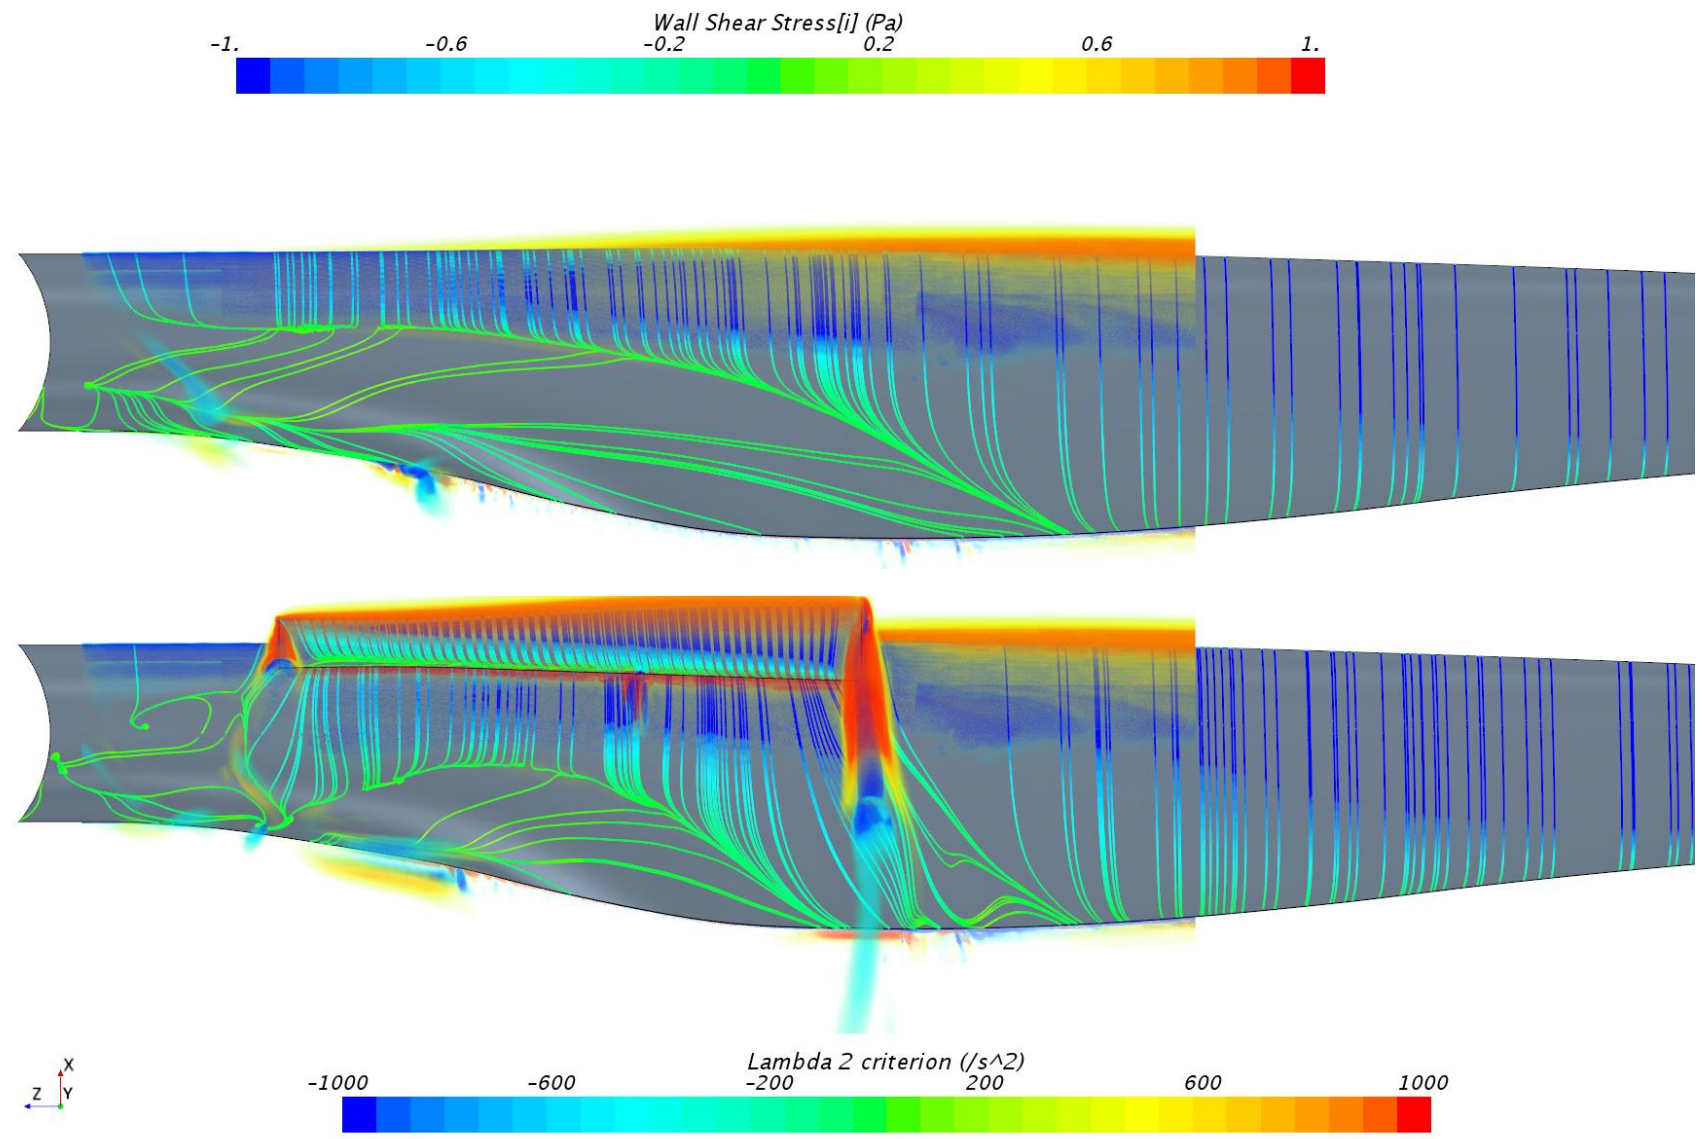 Wall Shear Stress[i] (Pa)
-1. -0.6 -0.2 0.2 0.6 1.
X
Z Y
Lambda 2 criterion (/s^2)
-1000 -600 -200 200 600 1000